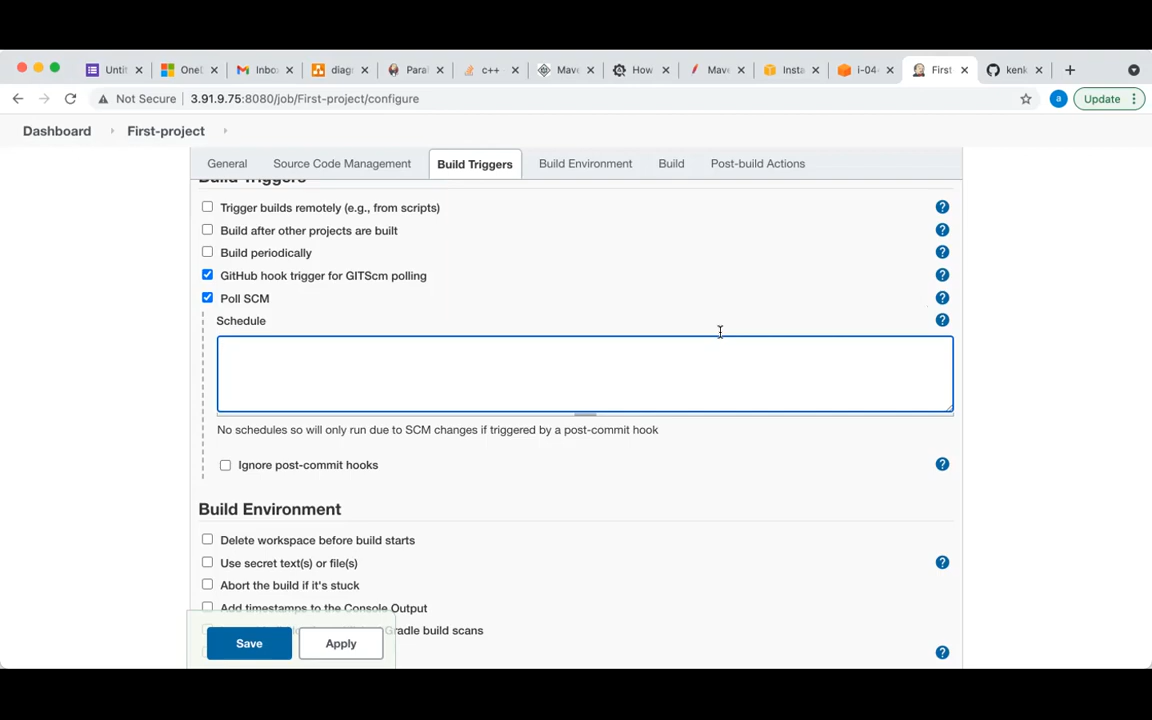 Untit
OneD
Inbo
diagr
Paral
c++
Mave
How
Mave
Insta
i-04
First
kenk
Not Secure
3.91.9.75:8080/job/First-project/configure
a
Update
Dashboard
First-project
General
Source Code Management
Build Triggers
Build Environment
Build
Post-build Actions
Build Triggers
Trigger builds remotely (e.g., from scripts)
Build after other projects are built
Build periodically
GitHub hook trigger for GITScm polling
Poll SCM
Schedule
No schedules so will only run due to SCM changes if triggered by a post-commit hook
Ignore post-commit hooks
Build Environment
Delete workspace before build starts
Use secret text(s) or file(s)
Abort the build if it's stuck
Add timestamps to the Console Output
Gradle build scans
Save
Apply